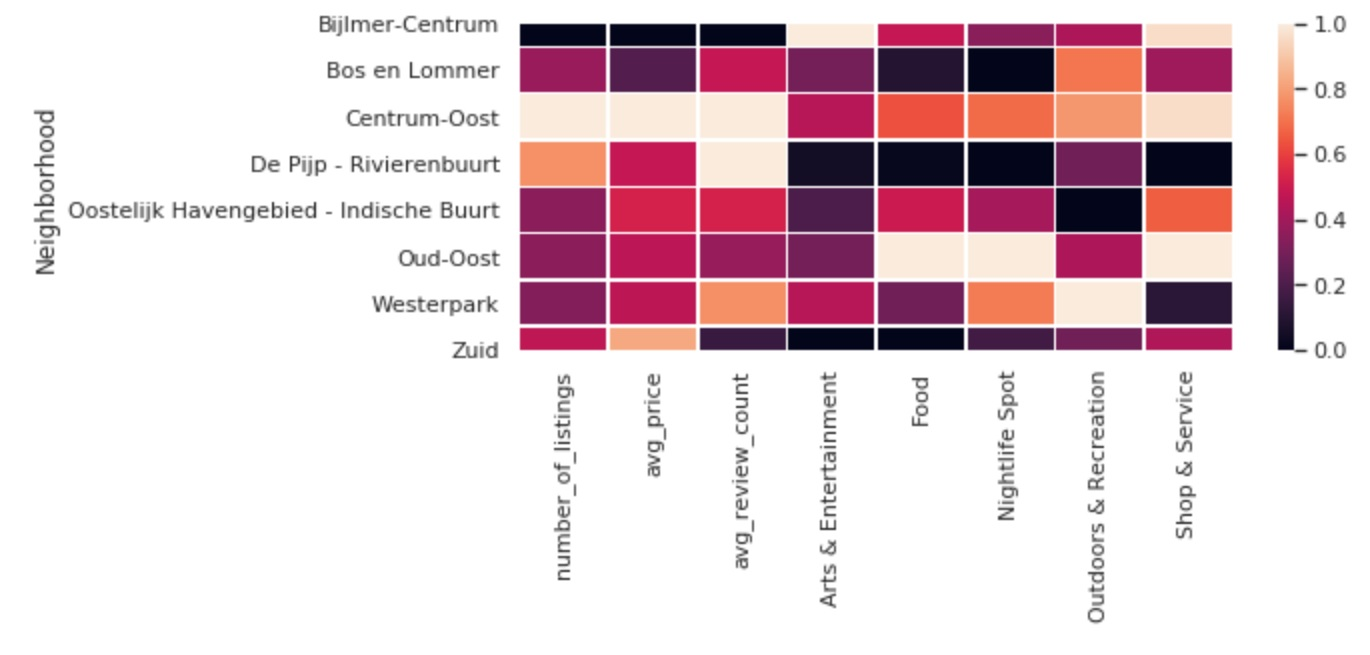 Neighborhood
Bijlmer-Centrum
Bos en Lommer
Centrum-Oost
De Pijp - Rivierenbuurt
Oostelijk Havengebied - Indische Buurt
Oud-Oost
Westerpark
Zuid
number_of_listings
avg_price
avg_review_count
Arts & Entertainment
Food
Nightlife Spot
Outdoors & Recreation
Shop & Service
1.0
0.8
0.6
0.4
0.2
0.0